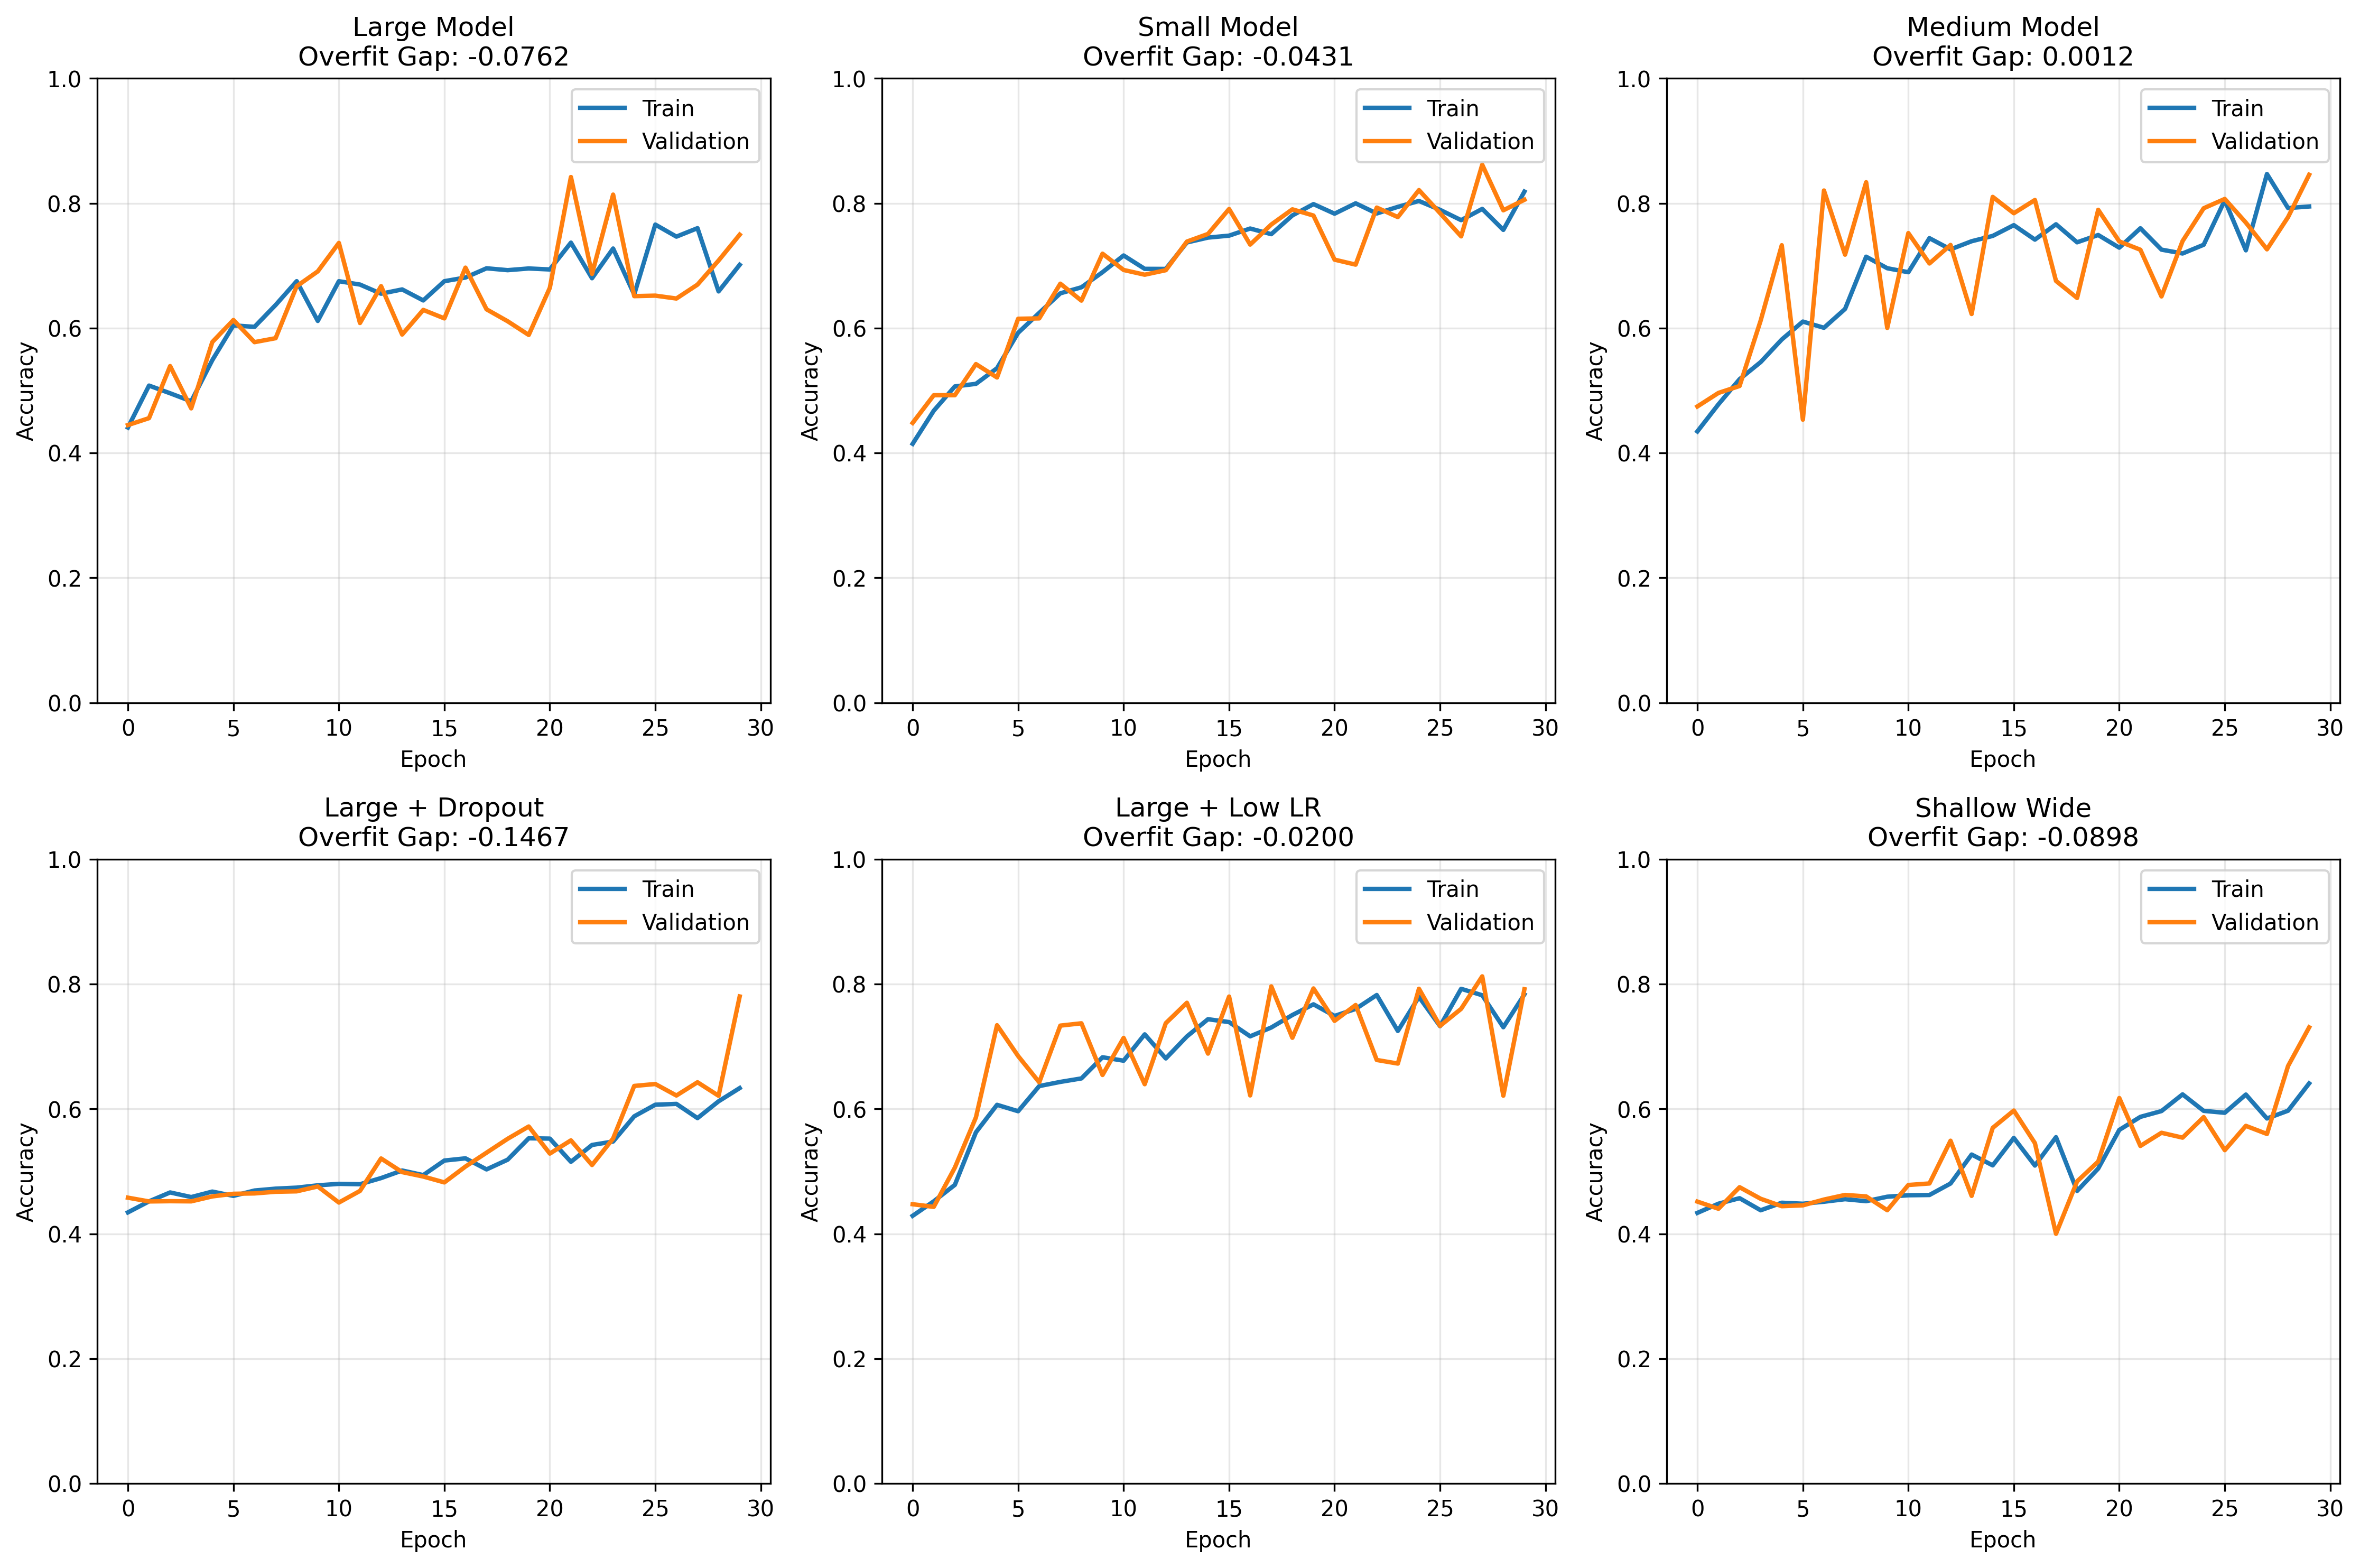 Large Model
Overfit Gap: -0.0762
1.0
0.8
0.6
0.4
0.2
0.0
Accuracy
Train
Validation
0 5 10 15 20 25 30
Epoch
Small Model
Overfit Gap: -0.0431
1.0
0.8
0.6
0.4
0.2
0.0
Accuracy
Train
Validation
0 5 10 15 20 25 30
Epoch
Medium Model
Overfit Gap: 0.0012
1.0
0.8
0.6
0.4
0.2
0.0
Accuracy
Train
Validation
0 5 10 15 20 25 30
Epoch
Large + Dropout
Overfit Gap: -0.1467
1.0
0.8
0.6
0.4
0.2
0.0
Accuracy
Train
Validation
0 5 10 15 20 25 30
Epoch
Large + Low LR
Overfit Gap: -0.0200
1.0
0.8
0.6
0.4
0.2
0.0
Accuracy
Train
Validation
0 5 10 15 20 25 30
Epoch
Shallow Wide
Overfit Gap: -0.0898
1.0
0.8
0.6
0.4
0.2
0.0
Accuracy
Train
Validation
0 5 10 15 20 25 30
Epoch